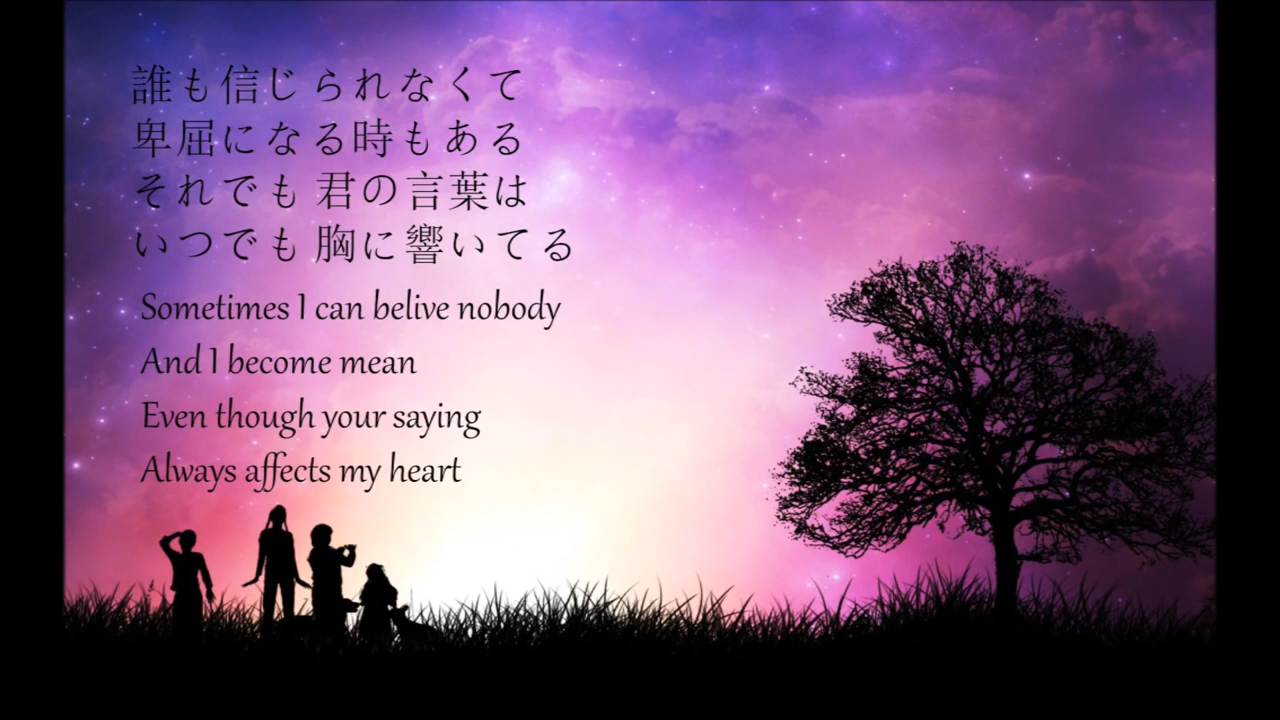 誰も信じられなくて
卑屈になる時もある
それでも 君の言葉は
いつでも 胸に響いてる
Sometimes I can belive nobody
And I become mean
Even though your saying
Always affects my heart